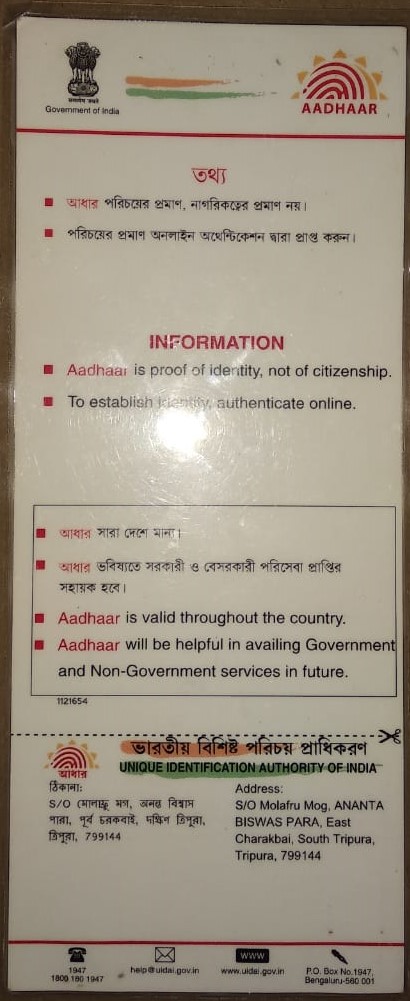 सत्यमेव जयते
Government of India
AADHAAR
তথ্য
আধার পরিচয়ের প্রমাণ, নাগরিকত্বের প্রমাণ নয়।
পরিচয়ের প্রমাণ অনলাইন অথেন্টিকেশন দ্বারা প্রাপ্ত করুন।
INFORMATION
Aadhaar is proof of identity, not of citizenship.
To establish identity, authenticate online.
আধার সারা দেশে মান্য।
আধার ভবিষ্যতে সরকারী ও বেসরকারী পরিসেবা প্রাপ্তির
সহায়ক হবে।
Aadhaar is valid throughout the country.
Aadhaar will be helpful in availing Government
and Non-Government services in future.
1121654
ভারতীয় বিশিষ্ট পরিচয় প্রাধিকরণ
UNIQUE IDENTIFICATION AUTHORITY OF INDIA
আধার
ঠিকানা:
S/O মোলাফ্রু মগ, অনন্ত বিশ্বাস
পারা, পূর্ব চরকবাই, দক্ষিণ ত্রিপুরা,
ত্রিপুরা, 799144
Address:
S/O Molafru Mog, ANANTA
BISWAS PARA, East
Charakbai, South Tripura,
Tripura, 799144
1947
1800 180 1947
help@uidai.gov.in
www
www.uidai.gov.in
P.O. Box No.1947,
Bengaluru-560 001